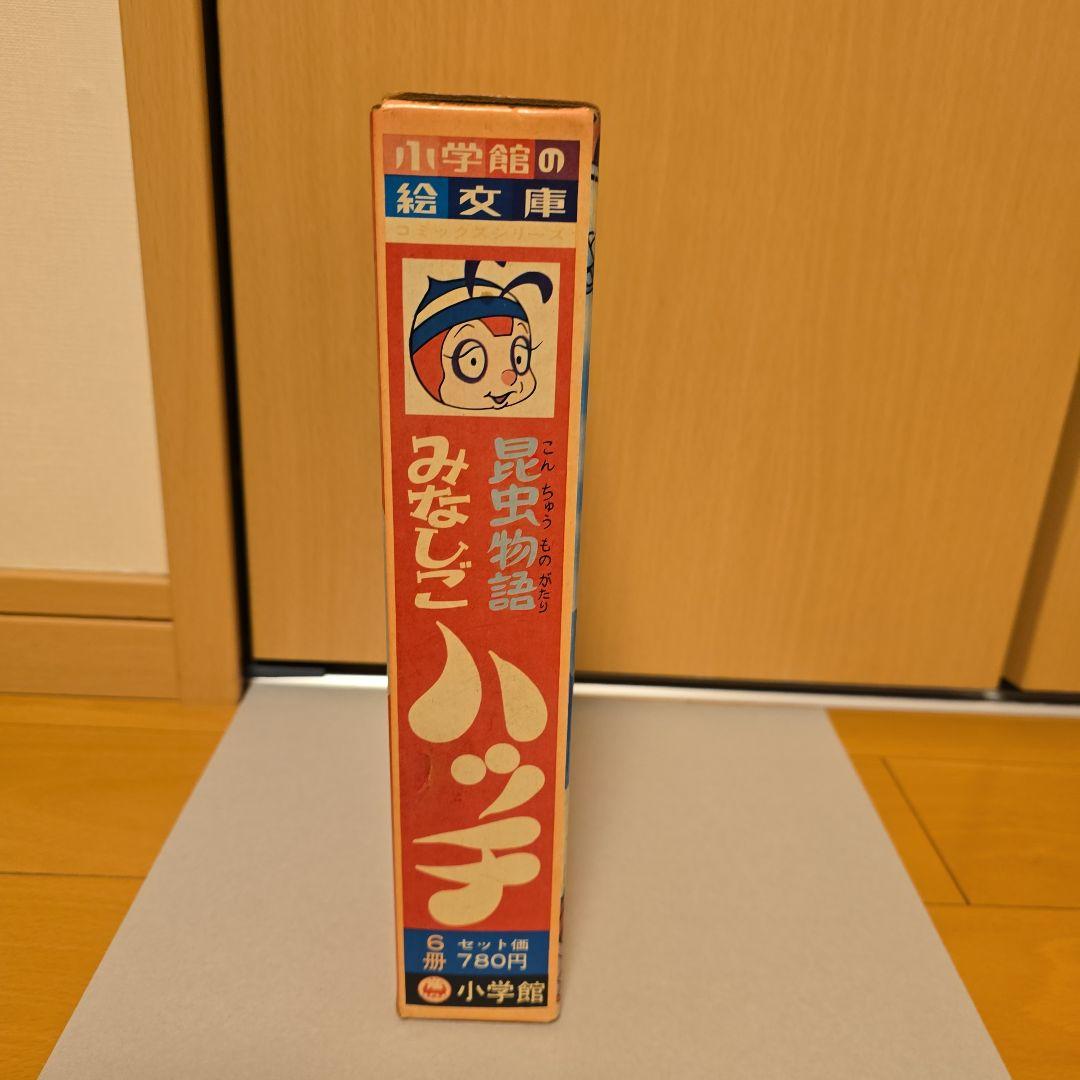 小学館の
絵文庫
コミックスシリーズ
昆虫物語
こんちゅうものがたり
みなしご
ハッチ
6冊
セット価
780円
小学館